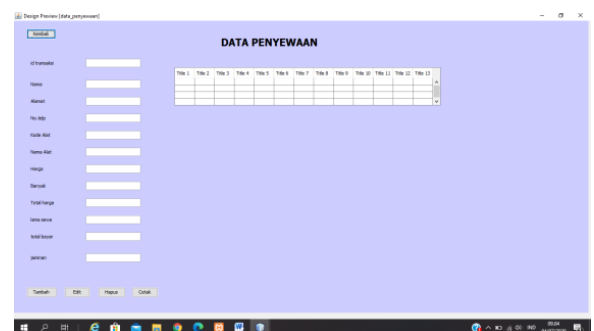 Design Preview [data_penyewaan]
Kembali
DATA PENYEWAAN
id transaksi
Title 1 Title 2 Title 3 Title 4 Title 5 Title 6 Title 7 Title 8 Title 9 Title 10 Title 11 Title 12 Title 13
Nama
Alamat
No telp
Kode Alat
Nama Alat
Harga
Banyak
Total harga
lama sewa
total bayar
jaminan
Tambah Edit Hapus Cetak
IND